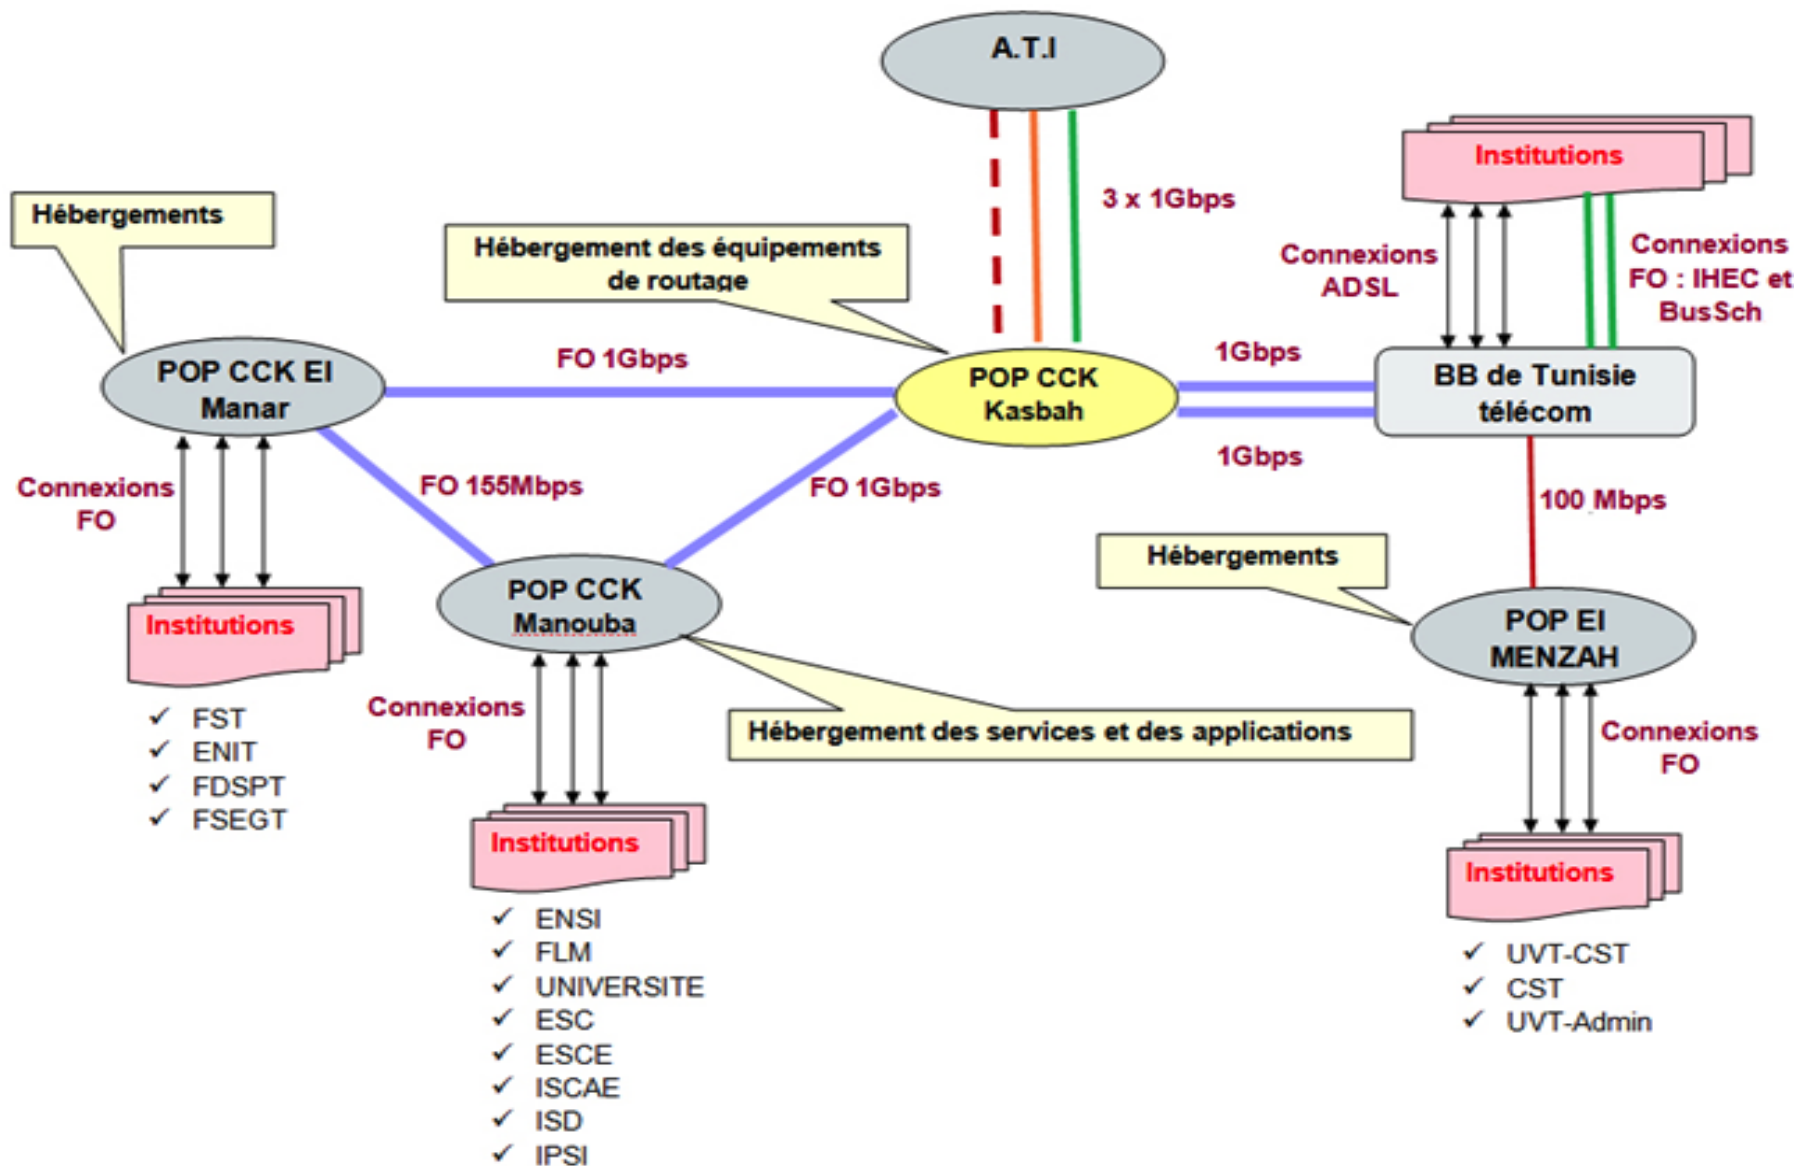 A.T.I
Institutions
3 x 1Gbps
Hébergements
Hébergement des équipements
de routage
Connexions
ADSL
Connexions
FO : IHEC et
BusSch
POP CCK El
Manar
FO 1Gbps
POP CCK
Kasbah
1Gbps
BB de Tunisie
télécom
1Gbps
Connexions
FO
FO 155Mbps
FO 1Gbps
100 Mbps
Hébergements
Institutions
POP CCK
Manouba
POP El
MENZAH
FST
ENIT
FDSPT
FSEGT
Connexions
FO
Hébergement des services et des applications
Connexions
FO
Institutions
Institutions
ENSI
FLM
UNIVERSITE
ESC
ESCE
ISCAE
ISD
IPSI
UVT-CST
CST
UVT-Admin